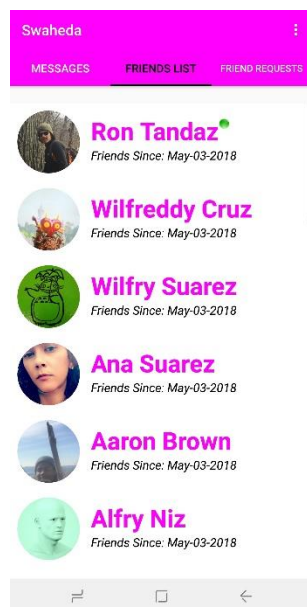 Swaheda
MESSAGES FRIENDS LIST FRIEND REQUESTS
Ron Tandaz
Friends Since: May-03-2018
Wilfreddy Cruz
Friends Since: May-03-2018
Wilfry Suarez
Friends Since: May-03-2018
Ana Suarez
Friends Since: May-03-2018
Aaron Brown
Friends Since: May-03-2018
Alfry Niz
Friends Since: May-03-2018